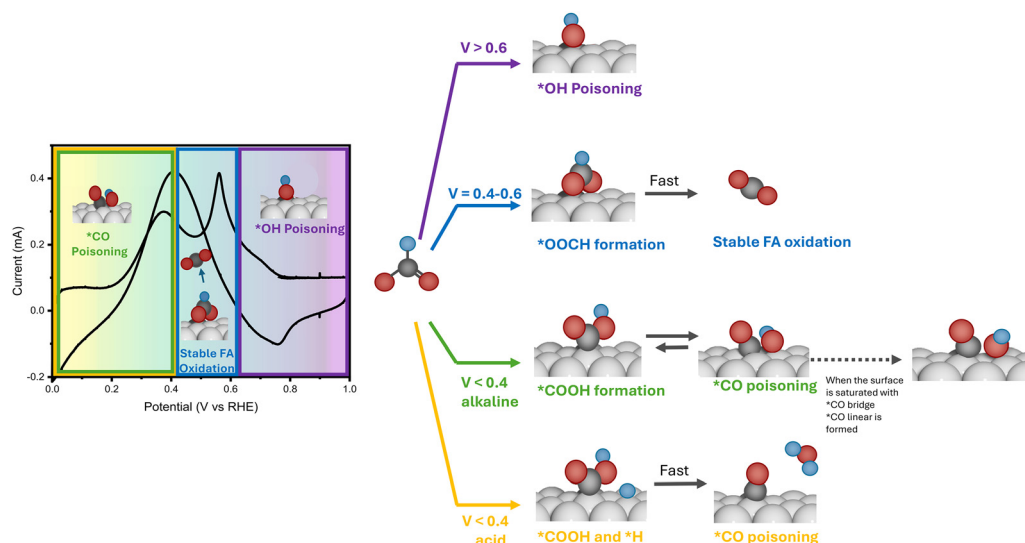 V > 0.6
*OH Poisoning
V = 0.4-0.6
*OOCH formation
Fast
Stable FA oxidation
V < 0.4
alkaline
*COOH formation
*CO poisoning
When the surface
is saturated with
*CO bridge
*CO linear is
formed
V < 0.4
acid
*COOH and *H
Fast
*CO poisoning
Current (mA)
0.4
0.2
0.0
-0.2
0.0
0.2
0.4
0.6
0.8
1.0
Potential (V vs RHE)
*CO
Poisoning
Stable FA
Oxidation
*OH Poisoning